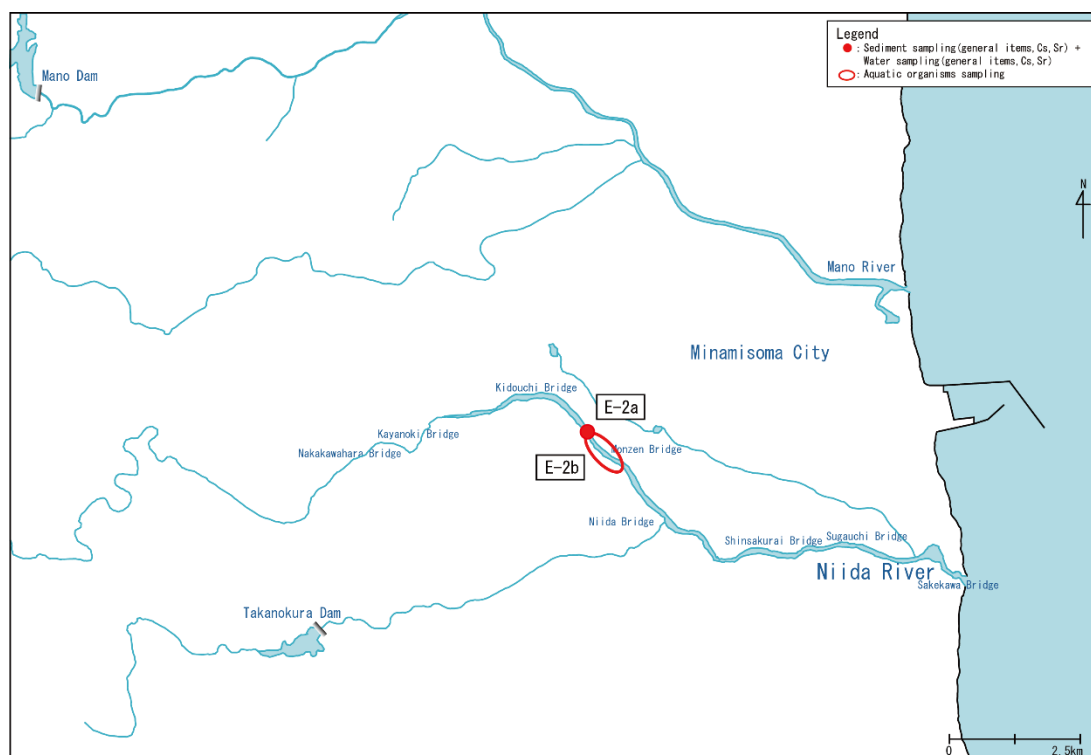 Legend
: Sediment sampling(general items,Cs,Sr) +
Water sampling(general items,Cs,Sr)
: Aquatic organisms sampling
Mano Dam
N
Mano River
Minamisoma City
Kidouchi Bridge
E-2a
Kayanoki Bridge
Nakakawahara Bridge
Monzen Bridge
E-2b
Niida Bridge
Shinsakurai Bridge
Sugauchi Bridge
Niida River
Sakekawa Bridge
Takanokura Dam
0
2.5km